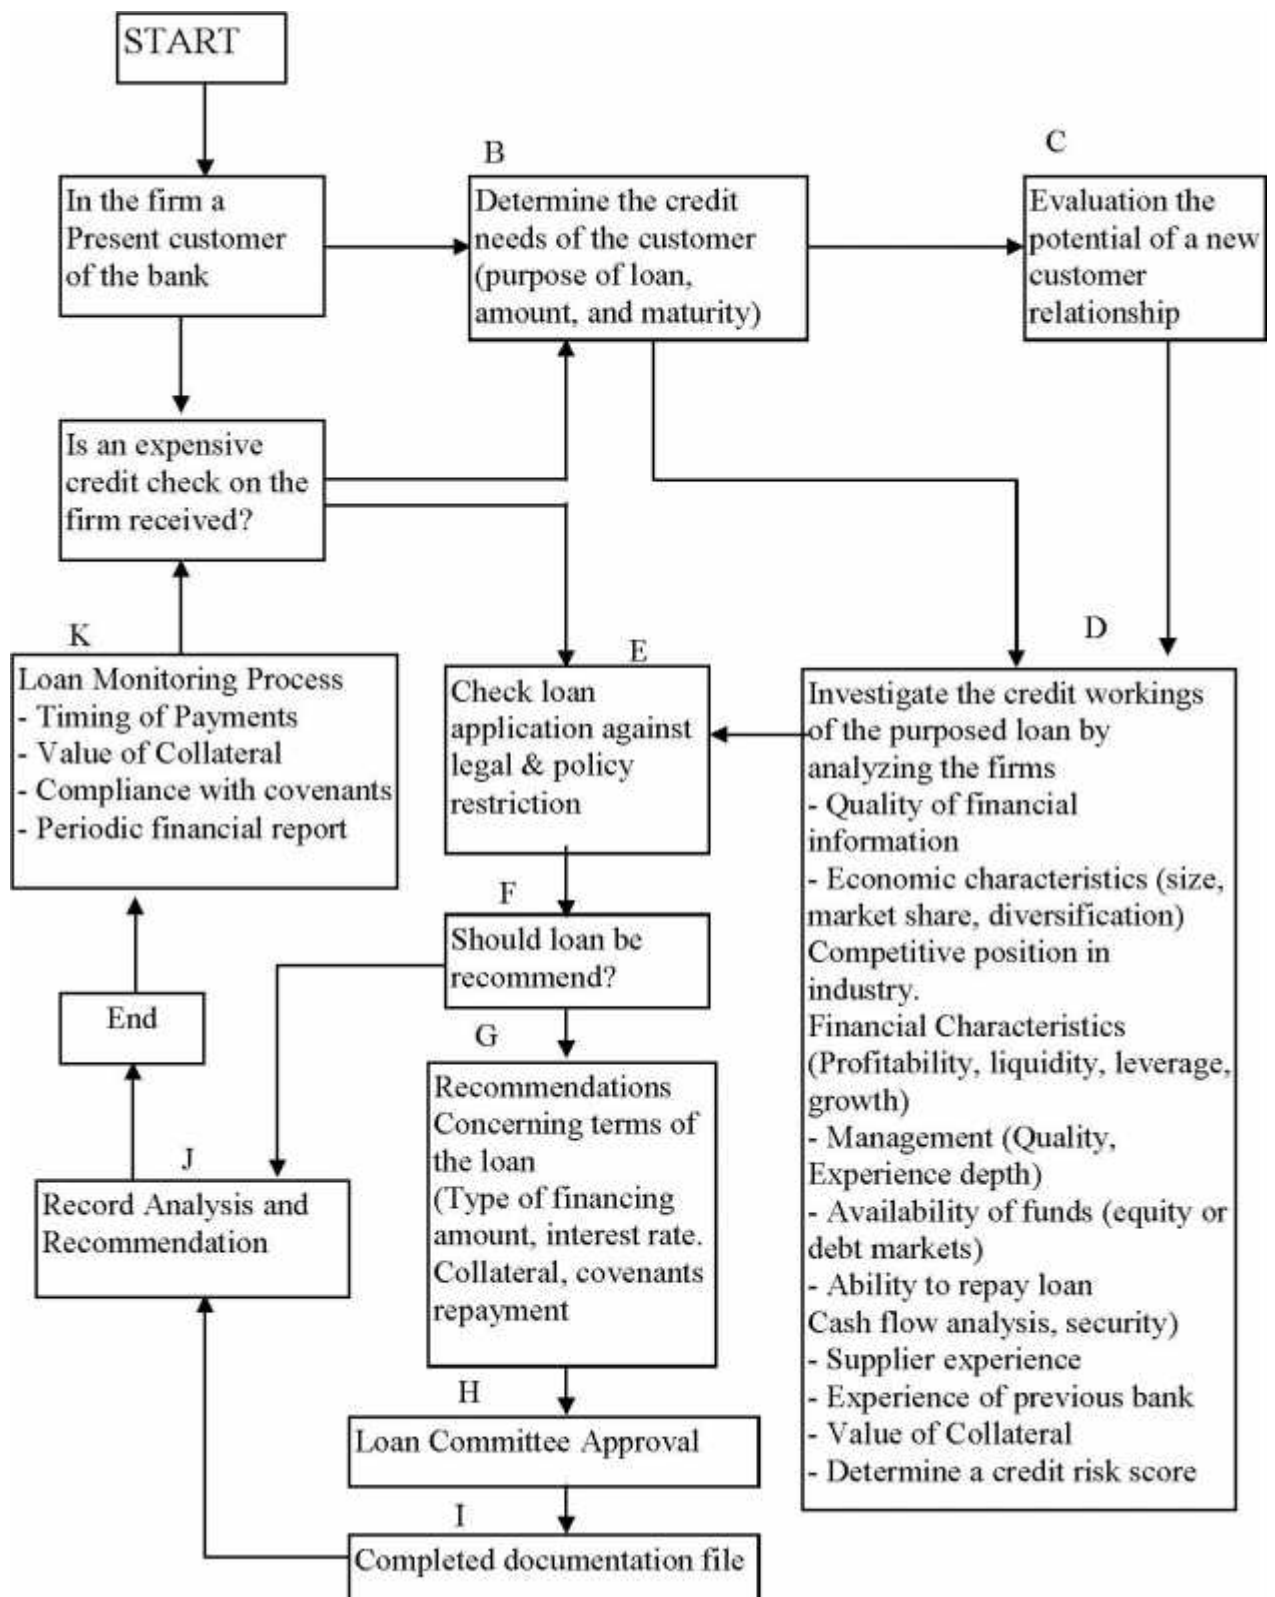 START
In the firm a
Present customer
of the bank
B
Determine the credit
needs of the customer
(purpose of loan,
amount, and maturity)
C
Evaluation the
potential of a new
customer
relationship
Is an expensive
credit check on the
firm received?
K
Loan Monitoring Process
- Timing of Payments
- Value of Collateral
- Compliance with covenants
- Periodic financial report
E
Check loan
application against
legal & policy
restriction
D
Investigate the credit workings
of the purposed loan by
analyzing the firms
- Quality of financial
information
- Economic characteristics (size,
market share, diversification)
Competitive position in
industry.
Financial Characteristics
(Profitability, liquidity, leverage,
growth)
- Management (Quality,
Experience depth)
- Availability of funds (equity or
debt markets)
- Ability to repay loan
Cash flow analysis, security)
- Supplier experience
- Experience of previous bank
- Value of Collateral
- Determine a credit risk score
F
Should loan be
recommend?
End
G
Recommendations
Concerning terms of
the loan
(Type of financing
amount, interest rate.
Collateral, covenants
repayment
J
Record Analysis and
Recommendation
H
Loan Committee Approval
I
Completed documentation file